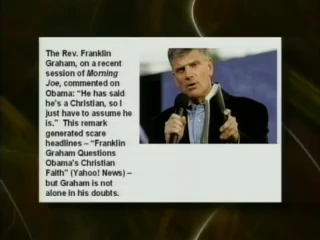 The Rev. Franklin
Graham, on a recent
session of Morning
Joe, commented on
Obama: “He has said
he’s a Christian, so I
just have to assume he
is.”  This remark
generated scare
headlines – “Franklin
Graham Questions
Obama’s Christian
Faith” (Yahoo! News) –
but Graham is not
alone in his doubts.